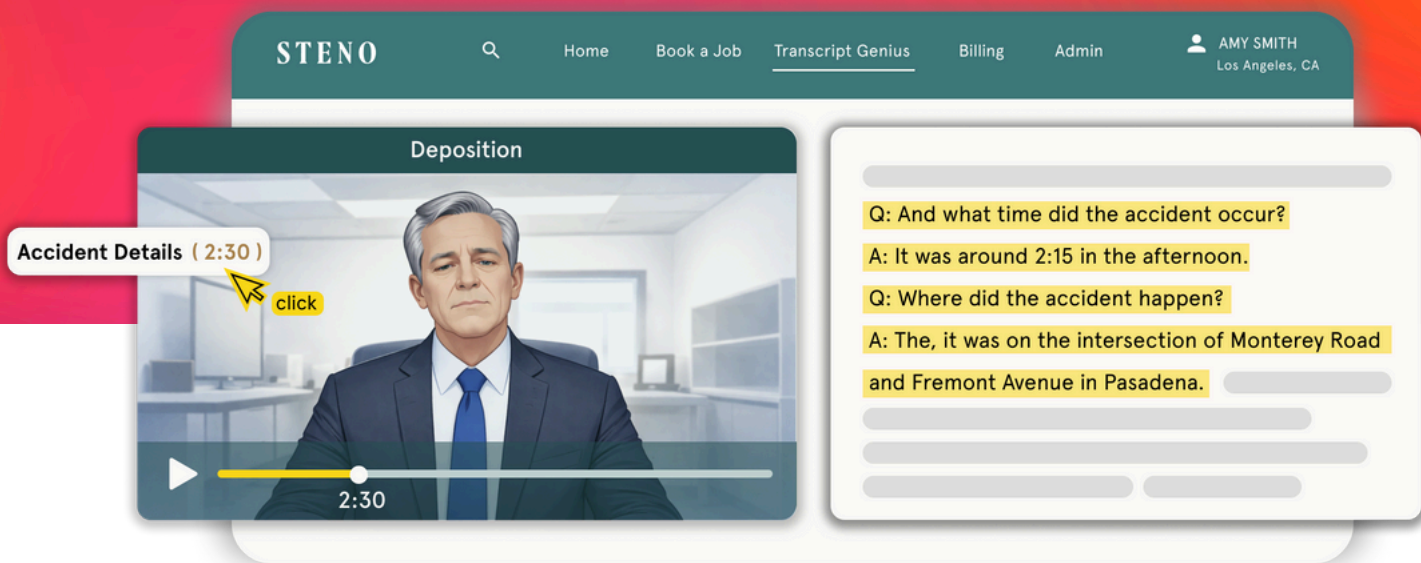 STENO
Home
Book a Job
Transcript Genius
Billing
Admin
AMY SMITH
Los Angeles, CA
Deposition
Accident Details ( 2:30 )
click
2:30
Q: And what time did the accident occur?
A: It was around 2:15 in the afternoon.
Q: Where did the accident happen?
A: The, it was on the intersection of Monterey Road
and Fremont Avenue in Pasadena.